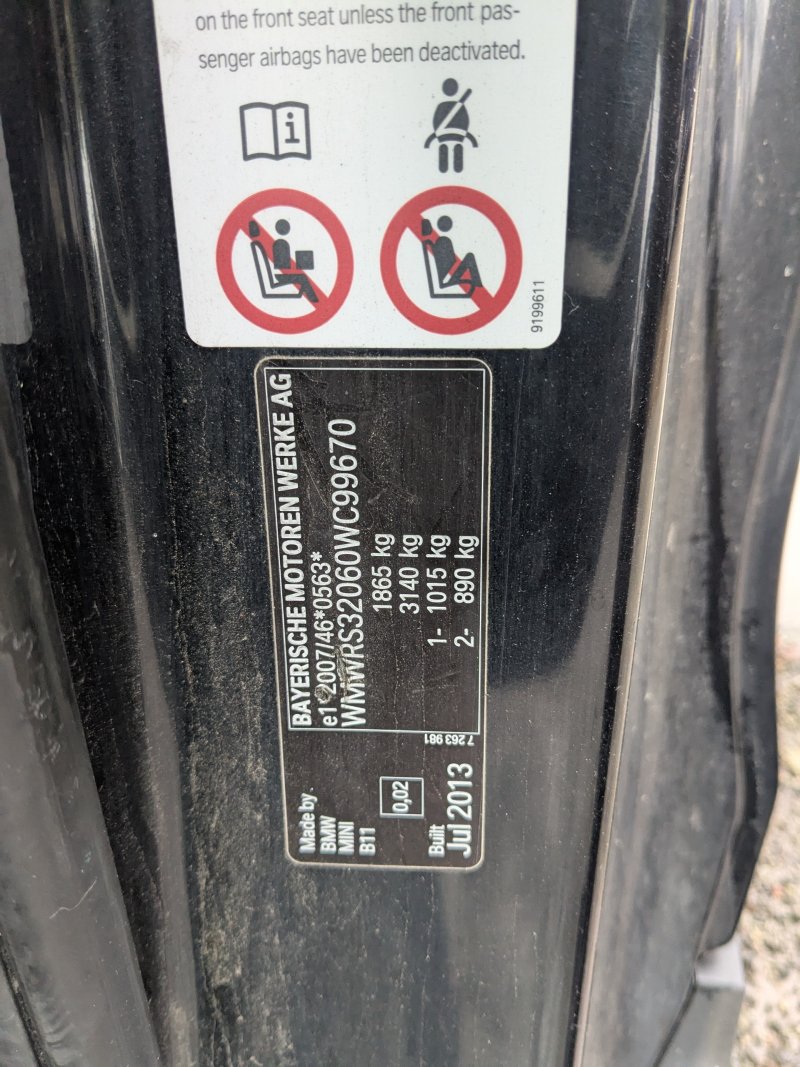 on the front seat unless the front pas-
senger airbags have been deactivated.
i
9199611
BAYERISCHE MOTOREN WERKE AG
e1*2007/46*0563*
WMWRS32060WC99670
1865 kg
3140 kg
1- 1015 kg
2- 890 kg
7 263 981
Made by
BMW
MINI
B11
0,02
Built
Jul 2013